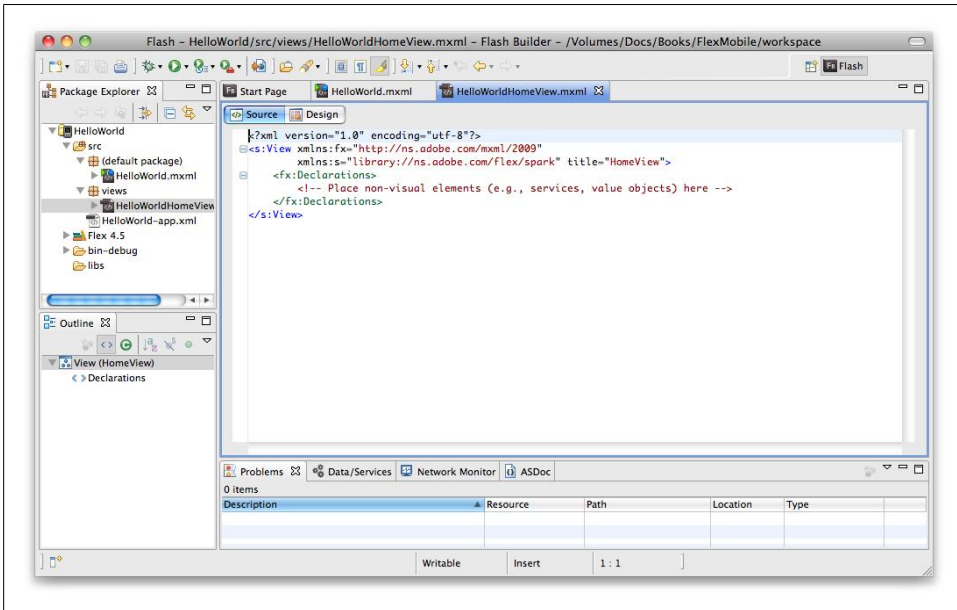 Flash - HelloWorld/src/views/HelloWorldHomeView.mxml - Flash Builder - /Volumes/Docs/Books/FlexMobile/workspace
Fb Flash
Package Explorer
Fb Start Page HelloWorld.mxml HelloWorldHomeView.mxml
Source Design
HelloWorld
src
(default package)
HelloWorld.mxml
views
HelloWorldHomeView
HelloWorld-app.xml
Flex 4.5
bin-debug
libs
<?xml version="1.0" encoding="utf-8"?>
<s:View xmlns:fx="http://ns.adobe.com/mxml/2009"
xmlns:s="library://ns.adobe.com/flex/spark" title="HomeView">
<fx:Declarations>
<!-- Place non-visual elements (e.g., services, value objects) here -->
</fx:Declarations>
</s:View>
Outline
View (HomeView)
Declarations
Problems Data/Services Network Monitor ASDoc
0 items
Description Resource Path Location Type
Writable Insert 1 : 1